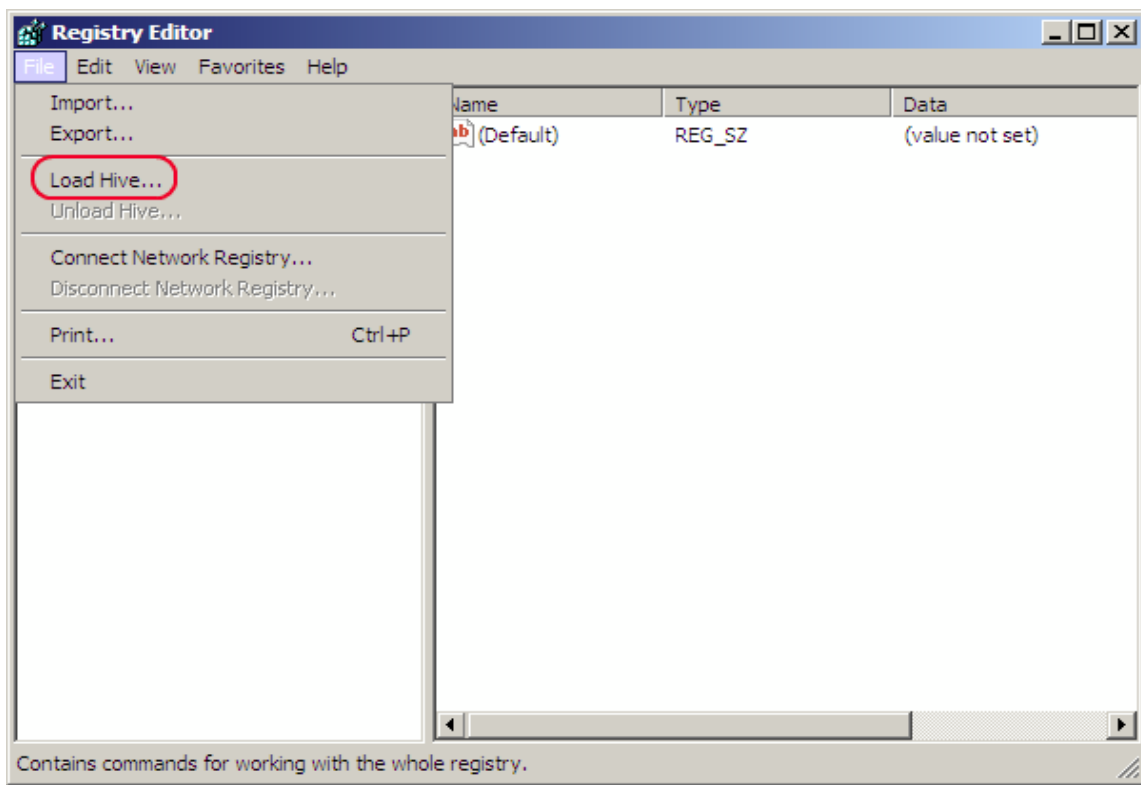 Registry Editor
File Edit View Favorites Help
Import...
Export...
Load Hive...
Unload Hive...
Connect Network Registry...
Disconnect Network Registry...
Print... Ctrl+P
Exit
Name Type Data
ab (Default) REG_SZ (value not set)
Contains commands for working with the whole registry.